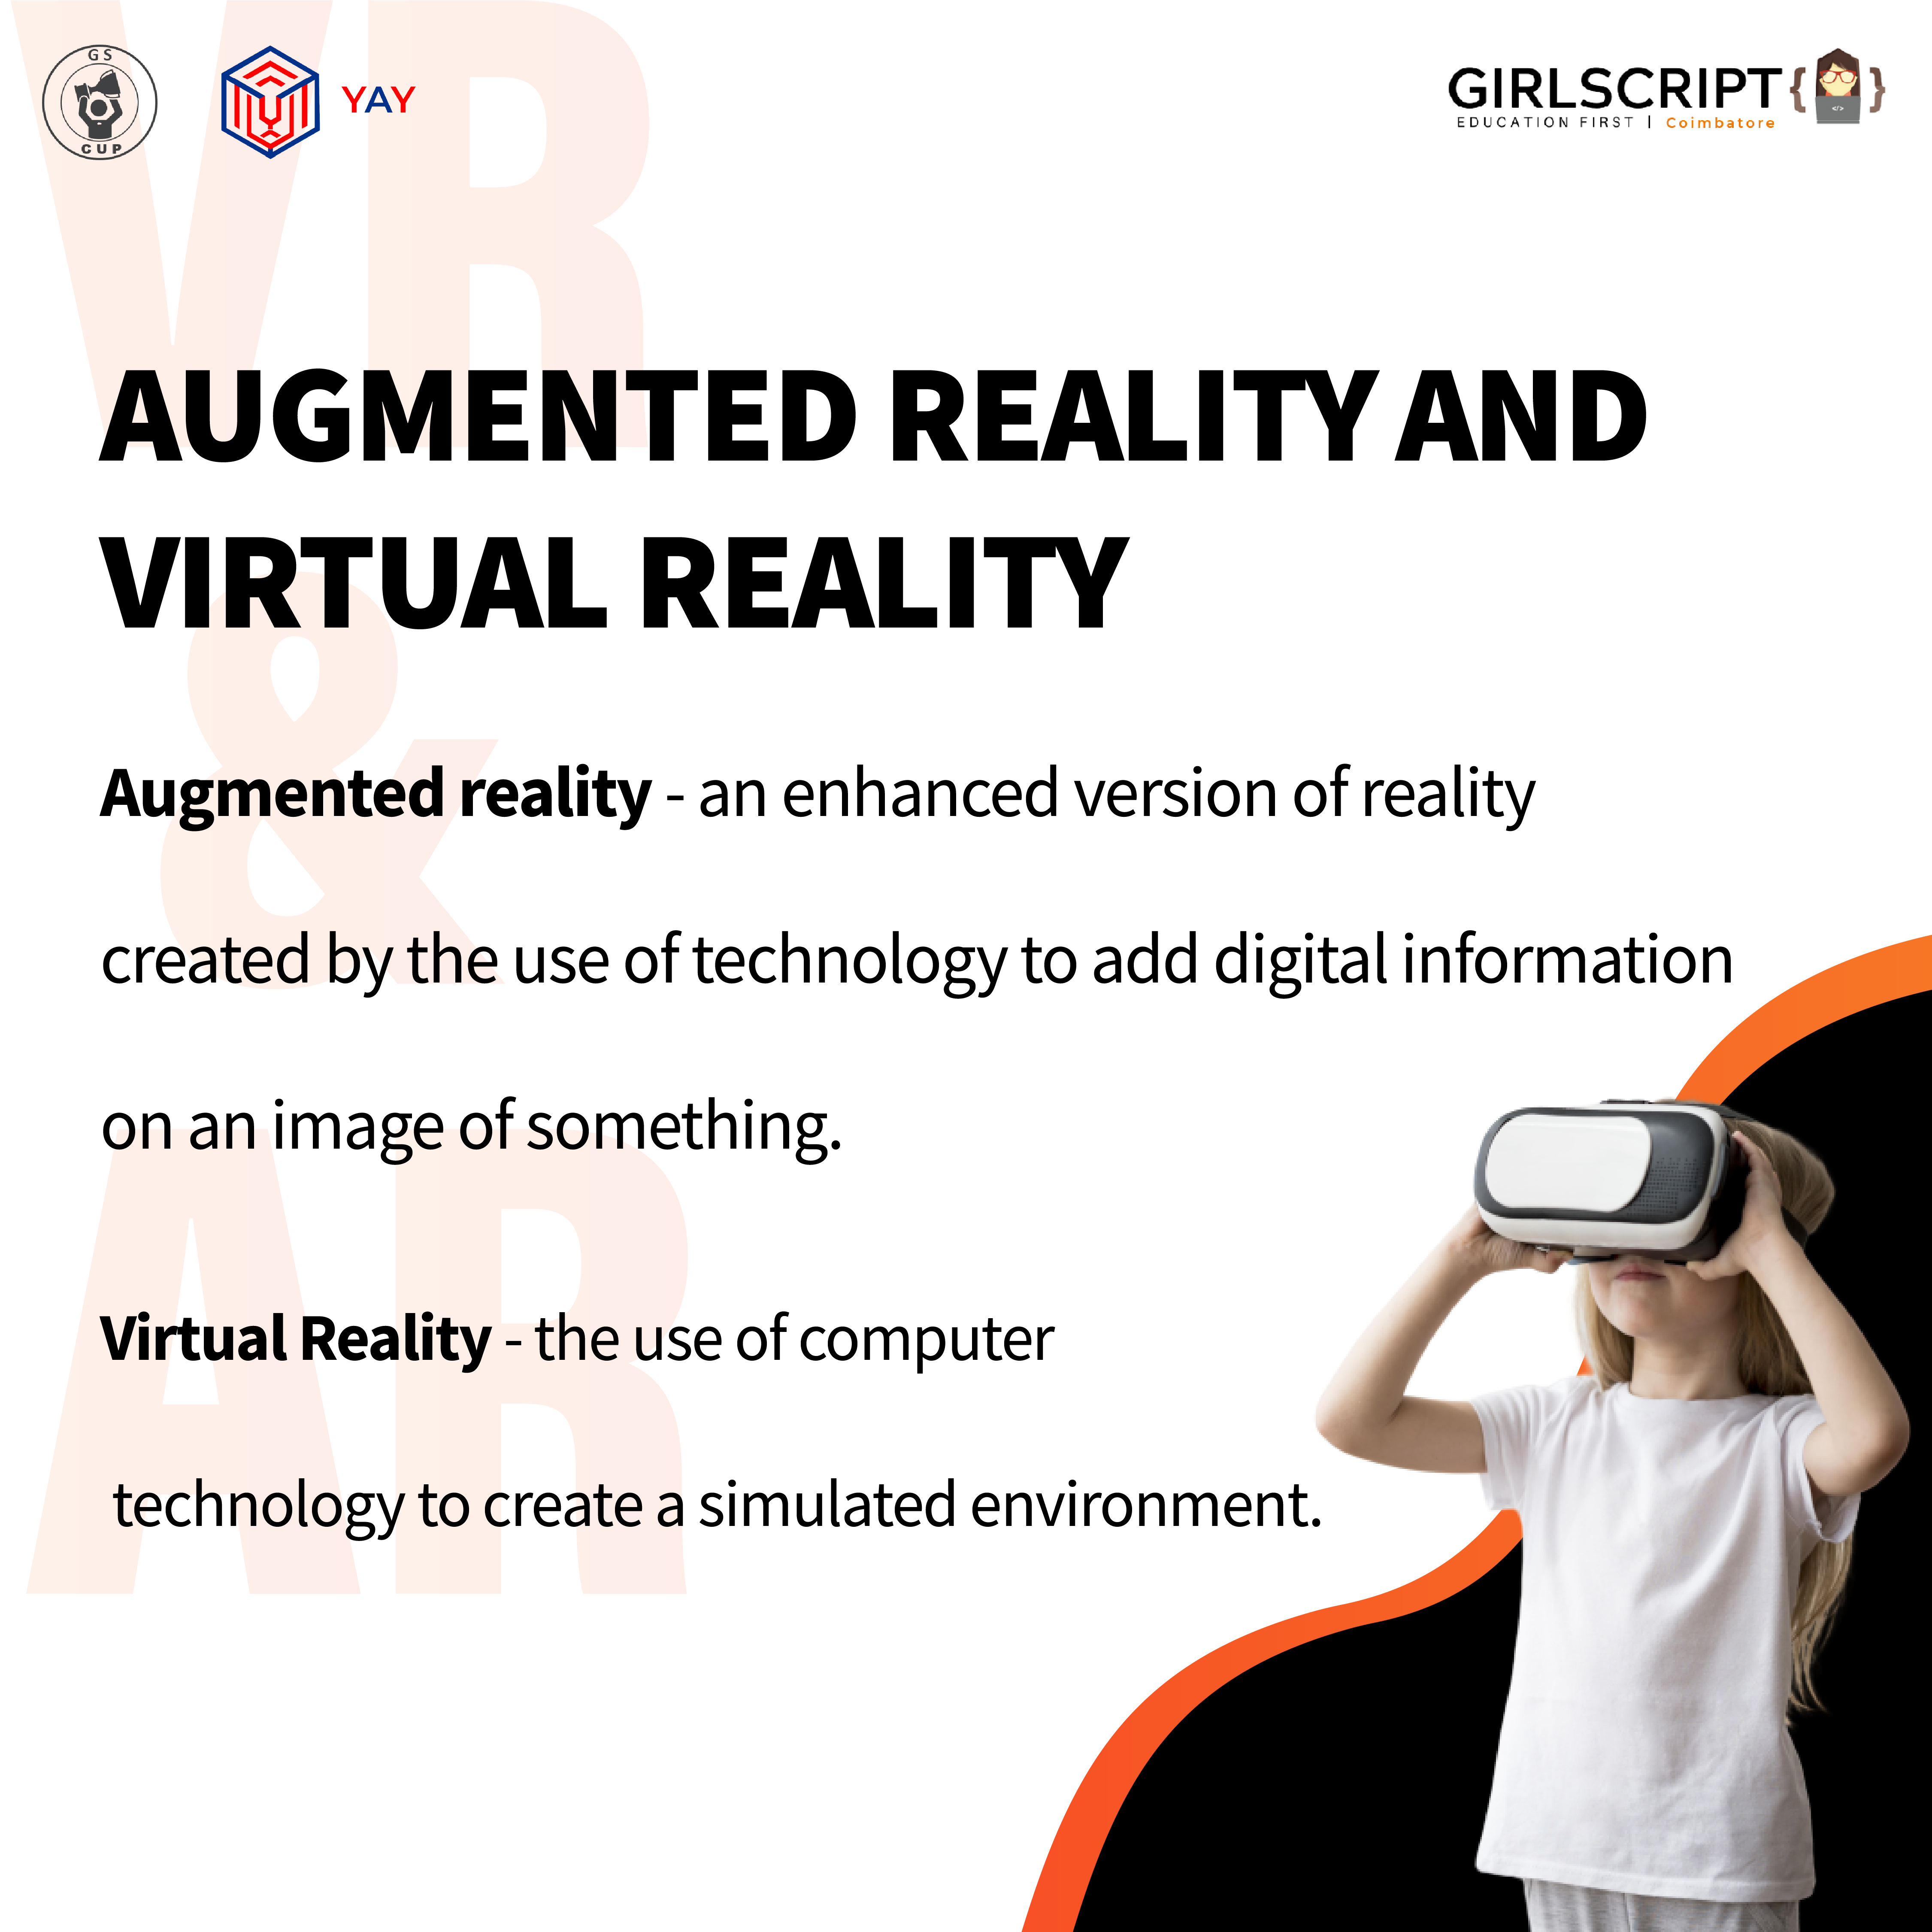 VR
GS
CUP
YAY
GIRLSCRIPT
EDUCATION FIRST | Coimbatore
</>
AUGMENTED REALITY AND
VIRTUAL REALITY
&
Augmented reality - an enhanced version of reality
created by the use of technology to add digital information
on an image of something.
AR
Virtual Reality - the use of computer
technology to create a simulated environment.